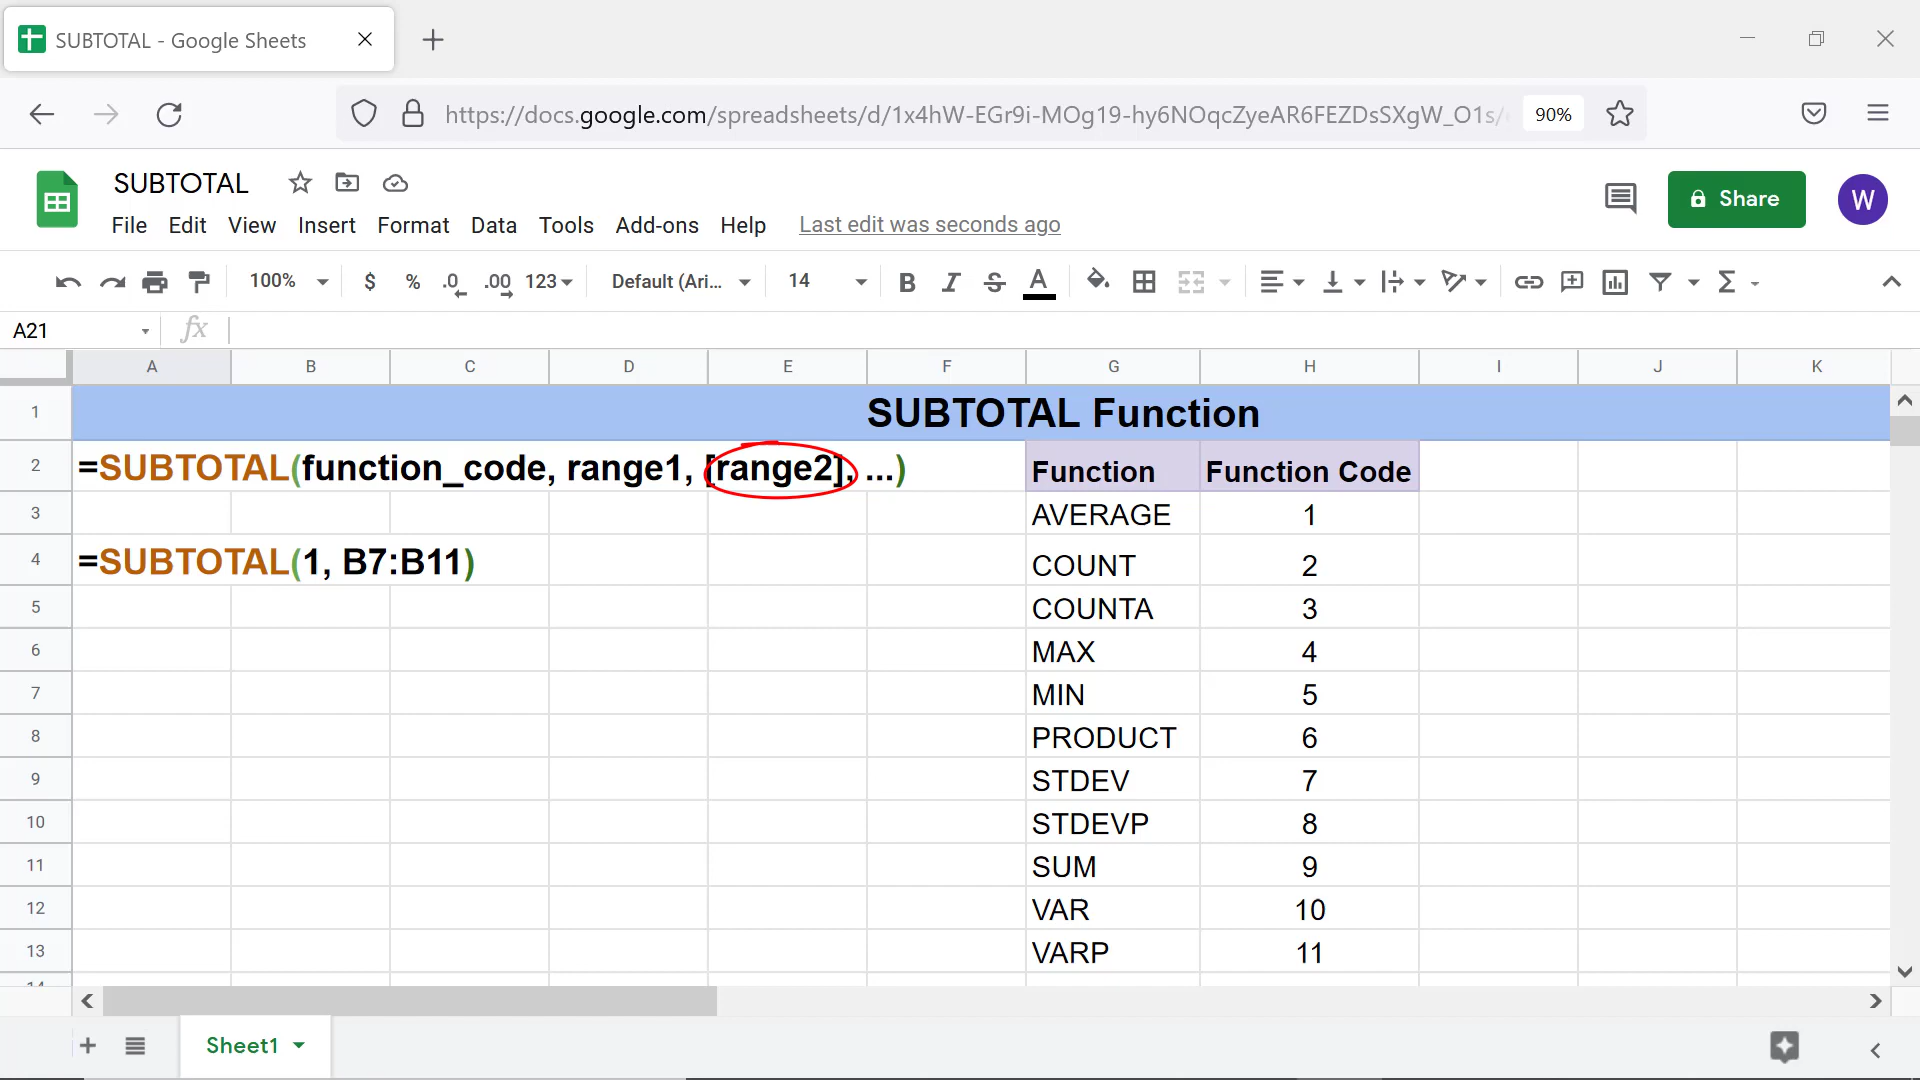 SUBTOTAL - Google Sheets
https://docs.google.com/spreadsheets/d/1x4hW-EGr9i-MOg19-hy6NOqcZyeAR6FEZDsSXgW_O1s/
90%
SUBTOTAL
File Edit View Insert Format Data Tools Add-ons Help Last edit was seconds ago
Share
W
100% $ % .0 .00 123 Default (Ari... 14 B I S A Σ
A21 fx
A B C D E F G H I J K
1 SUBTOTAL Function
2 =SUBTOTAL(function_code, range1, [range2], ...) Function Function Code
3 AVERAGE 1
4 =SUBTOTAL(1, B7:B11) COUNT 2
5 COUNTA 3
6 MAX 4
7 MIN 5
8 PRODUCT 6
9 STDEV 7
10 STDEVP 8
11 SUM 9
12 VAR 10
13 VARP 11
Sheet1